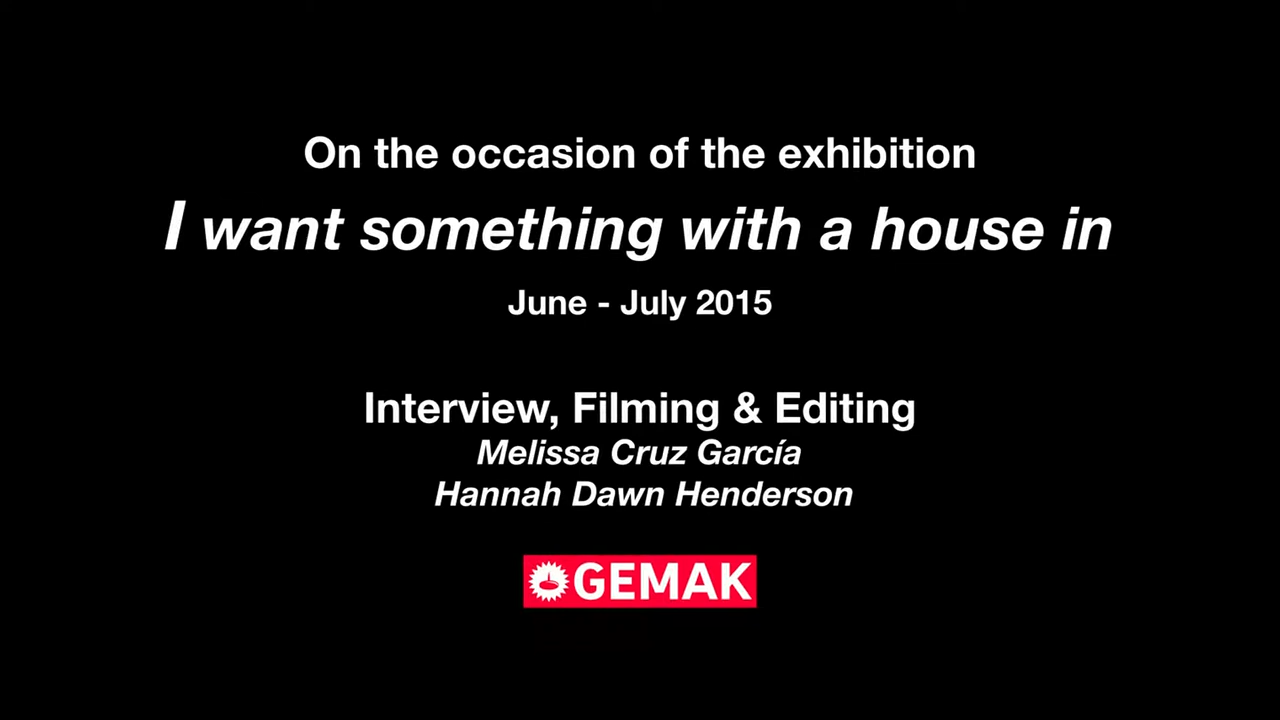 On the occasion of the exhibition
I want something with a house in
June - July 2015
Interview, Filming & Editing
Melissa Cruz García
Hannah Dawn Henderson
GEMAK